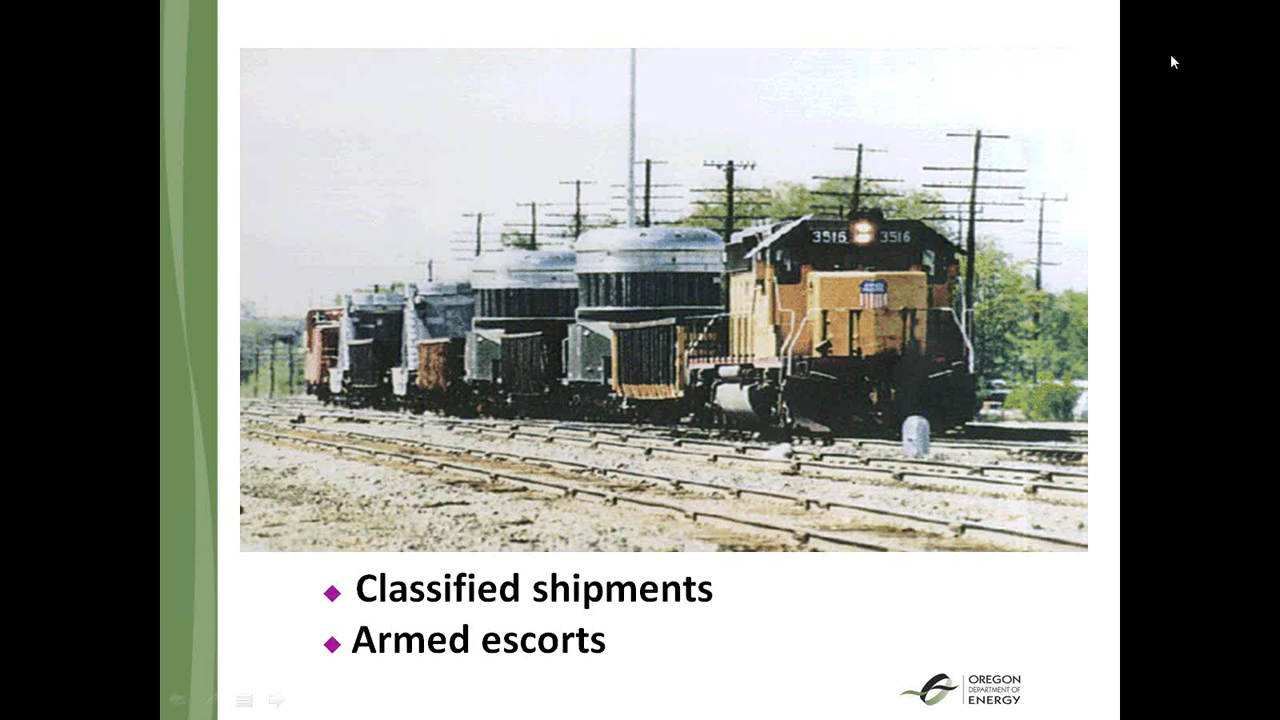 3516 3516
Classified shipments
Armed escorts
OREGON
DEPARTMENT OF
ENERGY